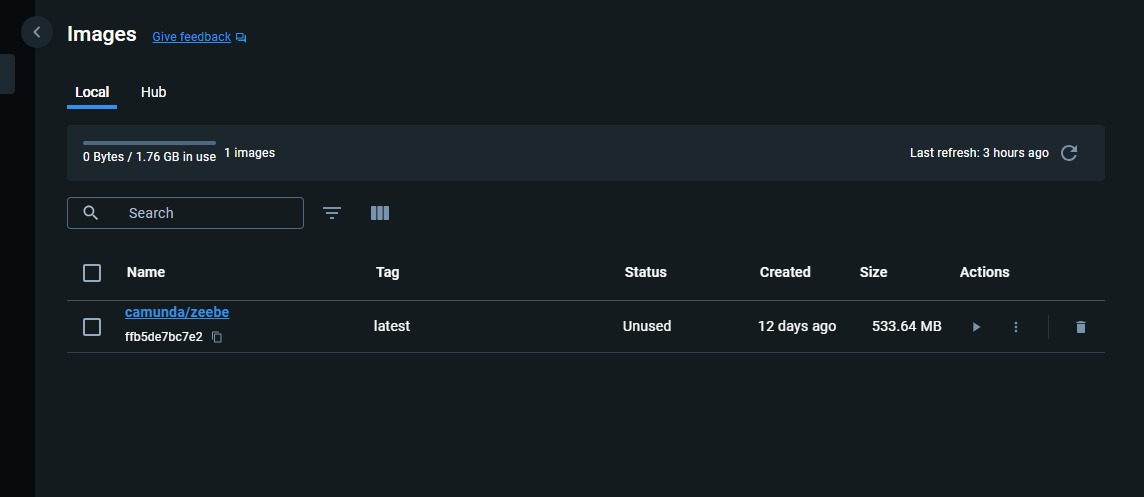 Images Give feedback
Local Hub
0 Bytes / 1.76 GB in use 1 images Last refresh: 3 hours ago
Search
Name Tag Status Created Size Actions
camunda/zeebe
latest Unused 12 days ago 533.64 MB
ffb5de7bc7e2